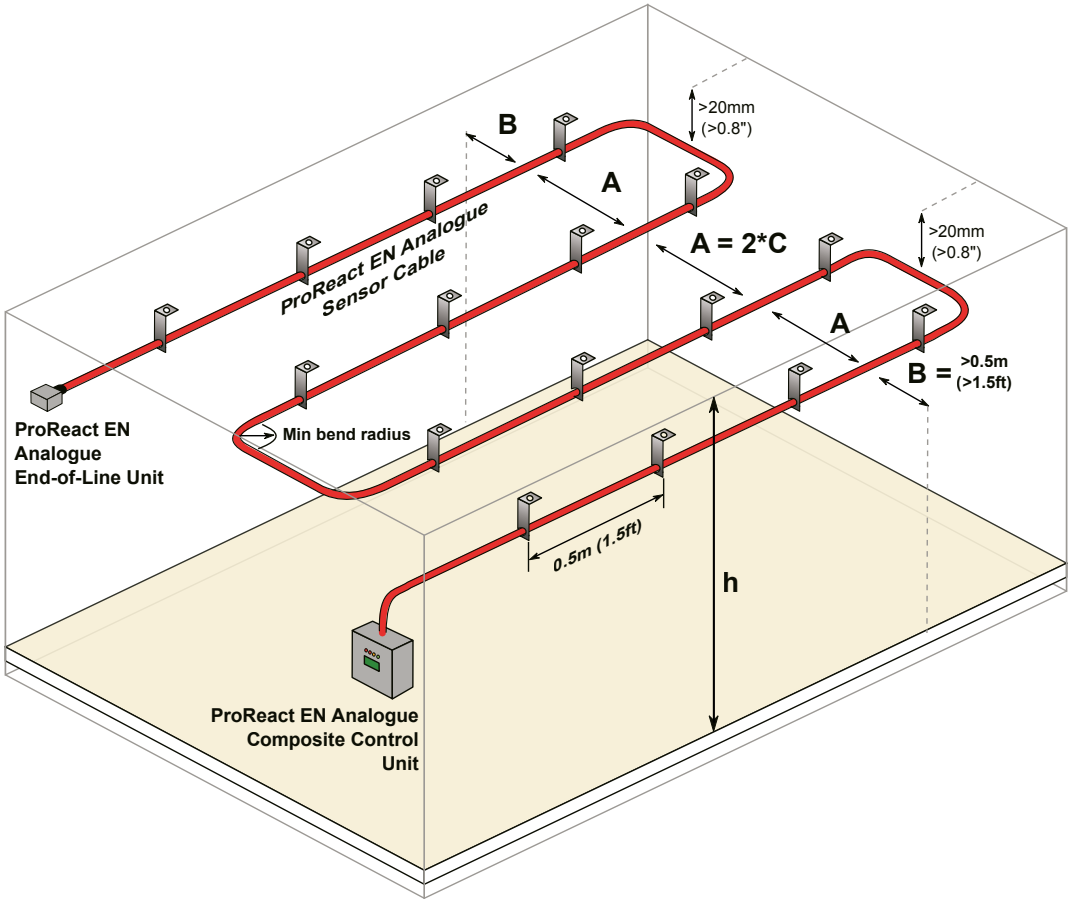 >20mm
(>0.8")
B
A
ProReact EN Analogue
Sensor Cable
A = 2*C
>20mm
(>0.8")
A
B = >0.5m
(>1.5ft)
ProReact EN
Analogue
End-of-Line Unit
Min bend radius
0.5m (1.5ft)
h
ProReact EN Analogue
Composite Control
Unit